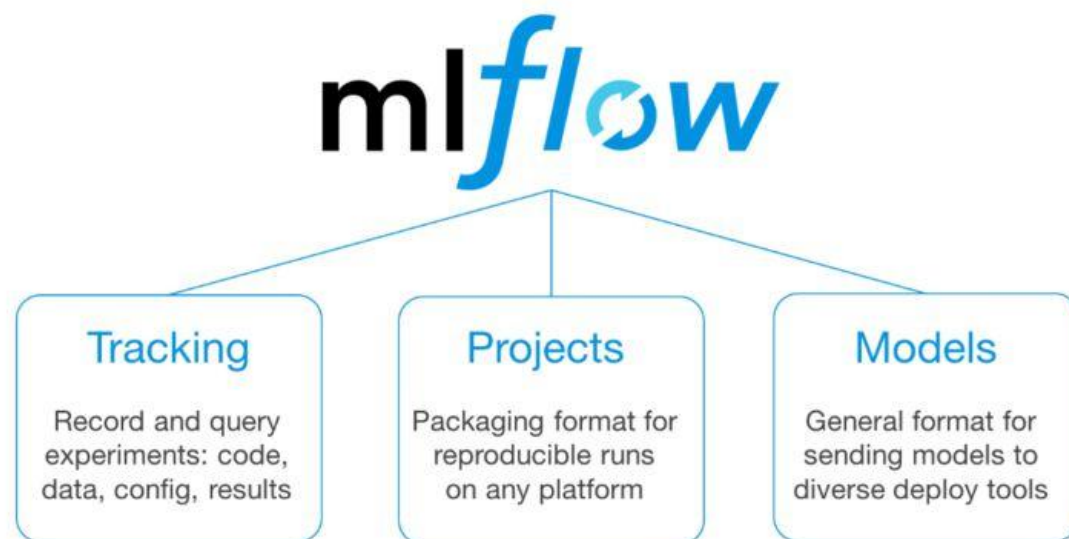 mlflow
Tracking
Record and query
experiments: code,
data, config, results
Projects
Packaging format for
reproducible runs
on any platform
Models
General format for
sending models to
diverse deploy tools